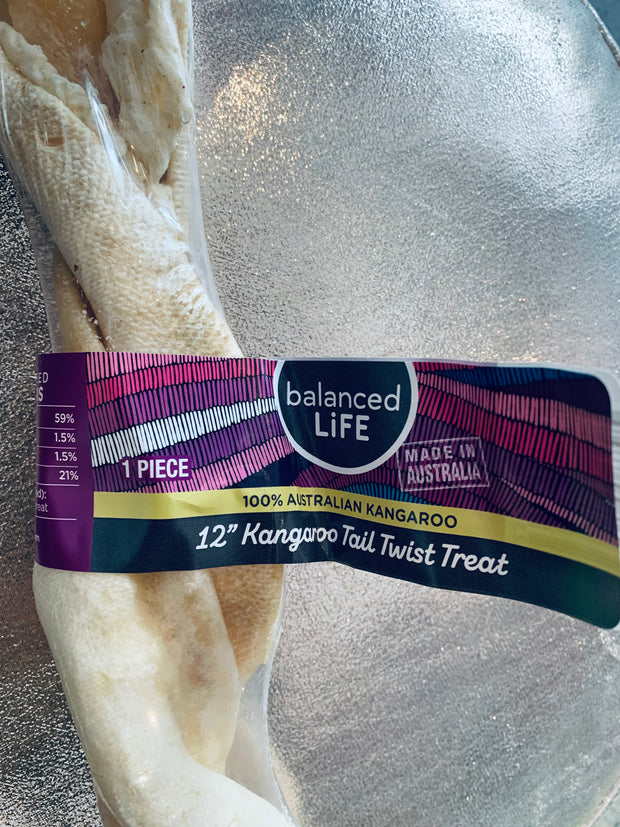 59%
1.5%
1.5%
21%
balanced
LiFE
1 PIECE
MADE IN
AUSTRALIA
100% AUSTRALIAN KANGAROO
12” Kangaroo Tail Twist Treat